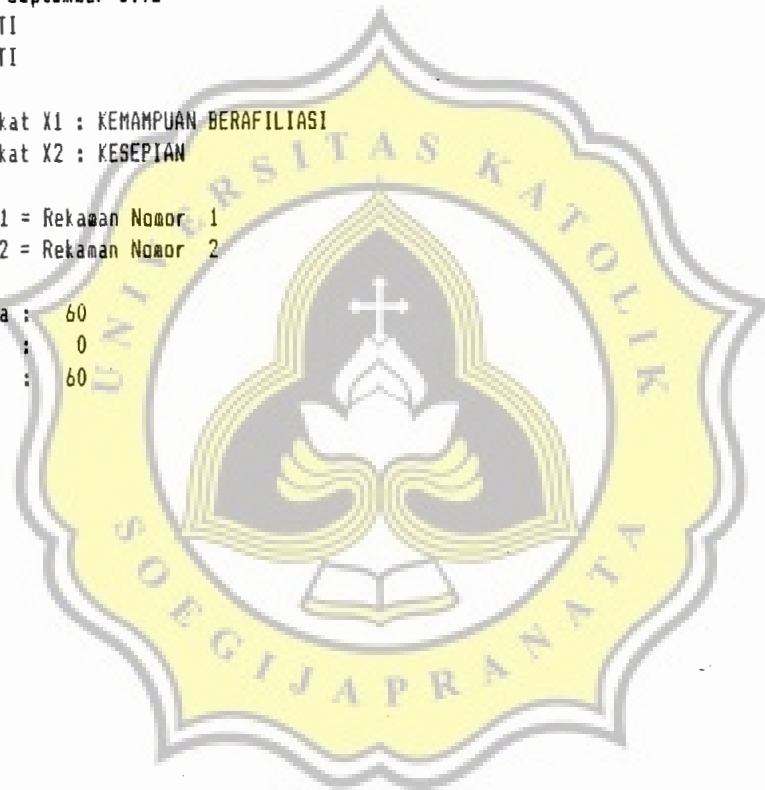 TI
TI
kat X1 : KEMAMPUAN BERAFILIASI
kat X2 : KESEPIAN
1 = Rekaman Nomor 1
2 = Rekaman Nomor 2
a : 60
: 0
: 60
UNIVERSITAS KATOLIK
SOEGIJAPRANATA